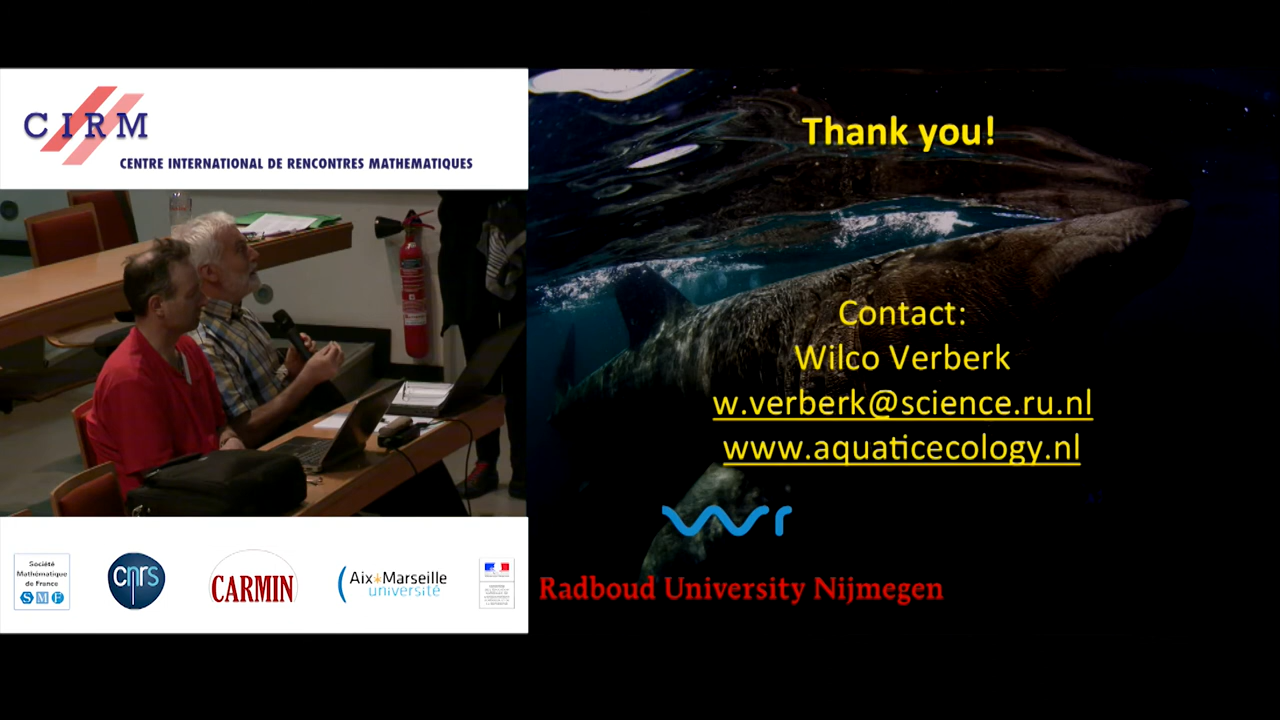 CIRM
CENTRE INTERNATIONAL DE RENCONTRES MATHEMATIQUES
Thank you!
Contact:
Wilco Verberk
w.verberk@science.ru.nl
www.aquaticecology.nl
Radboud University Nijmegen
Société
Mathématique
de France
SMF
cnrs
CARMIN
Aix*Marseille
université